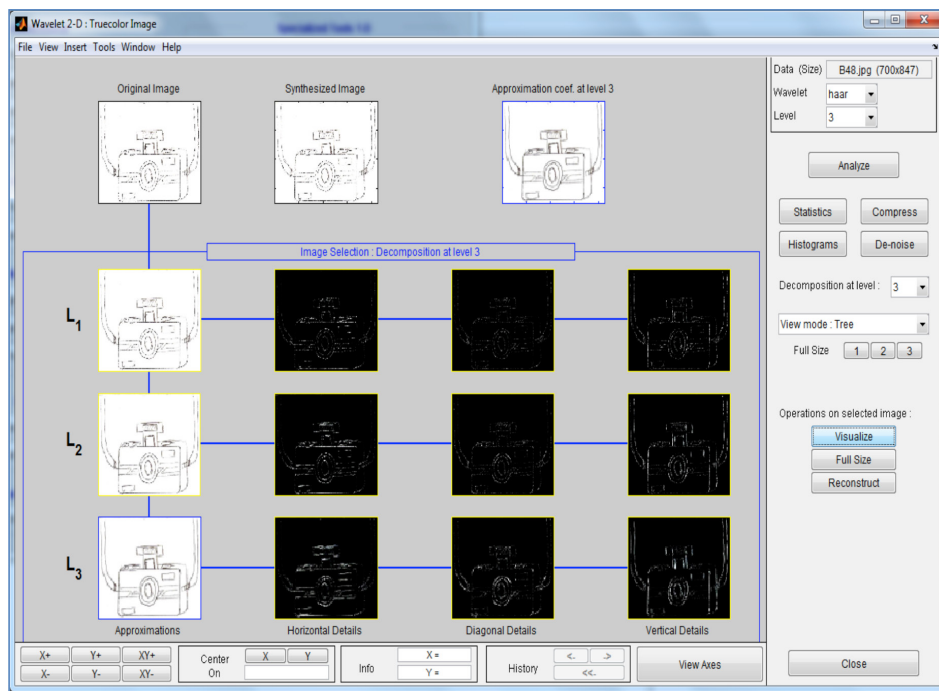 Wavelet 2-D : Truecolor Image
File View Insert Tools Window Help
Original Image
Synthesized Image
Approximation coef. at level 3
Image Selection : Decomposition at level 3
L1
L2
L3
Approximations
Horizontal Details
Diagonal Details
Vertical Details
Data (Size) B48.jpg (700x847)
Wavelet haar
Level 3
Analyze
Statistics Compress
Histograms De-noise
Decomposition at level : 3
View mode : Tree
Full Size 1 2 3
Operations on selected image :
Visualize
Full Size
Reconstruct
X+ Y+ XY+
X- Y- XY-
Center On X Y
Info X = Y =
History <- -> <<-
View Axes
Close